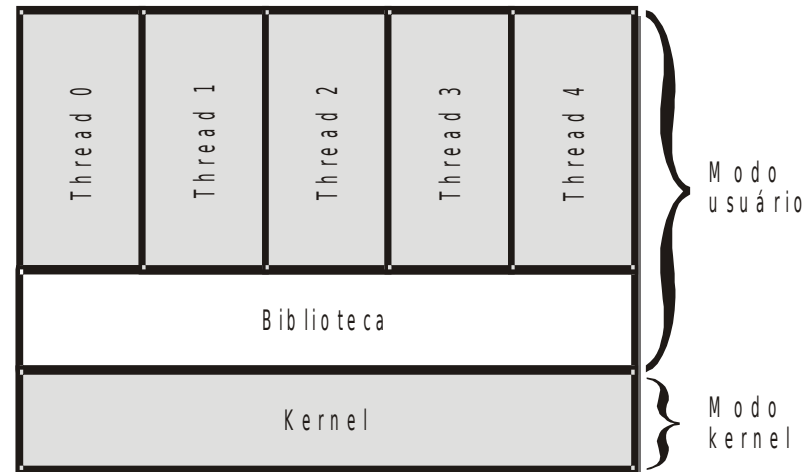 Thread 0
Thread 1
Thread 2
Thread 3
Thread 4
Modo
usuário
Biblioteca
Kernel
Modo
kernel